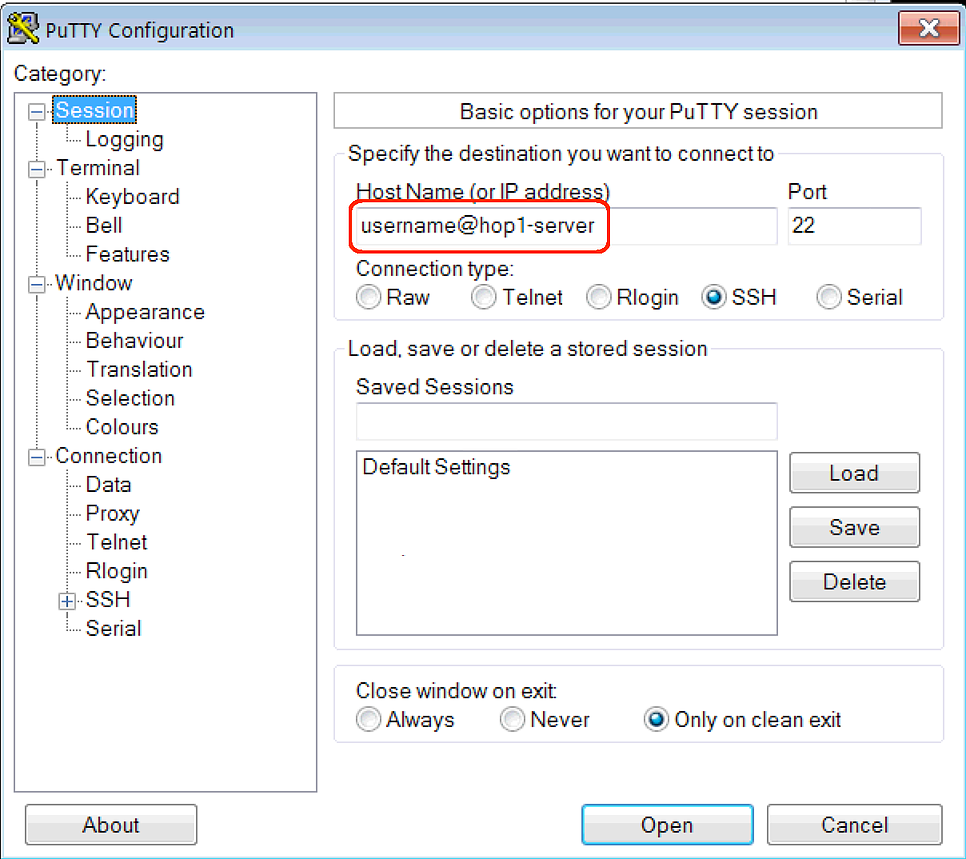 PuTTY Configuration
Category:
Session
Logging
Terminal
Keyboard
Bell
Features
Window
Appearance
Behaviour
Translation
Selection
Colours
Connection
Data
Proxy
Telnet
Rlogin
SSH
Serial
Basic options for your PuTTY session
Specify the destination you want to connect to
Host Name (or IP address) Port
username@hop1-server 22
Connection type:
Raw Telnet Rlogin SSH Serial
Load, save or delete a stored session
Saved Sessions
Default Settings
Load
Save
Delete
Close window on exit:
Always Never Only on clean exit
About Open Cancel